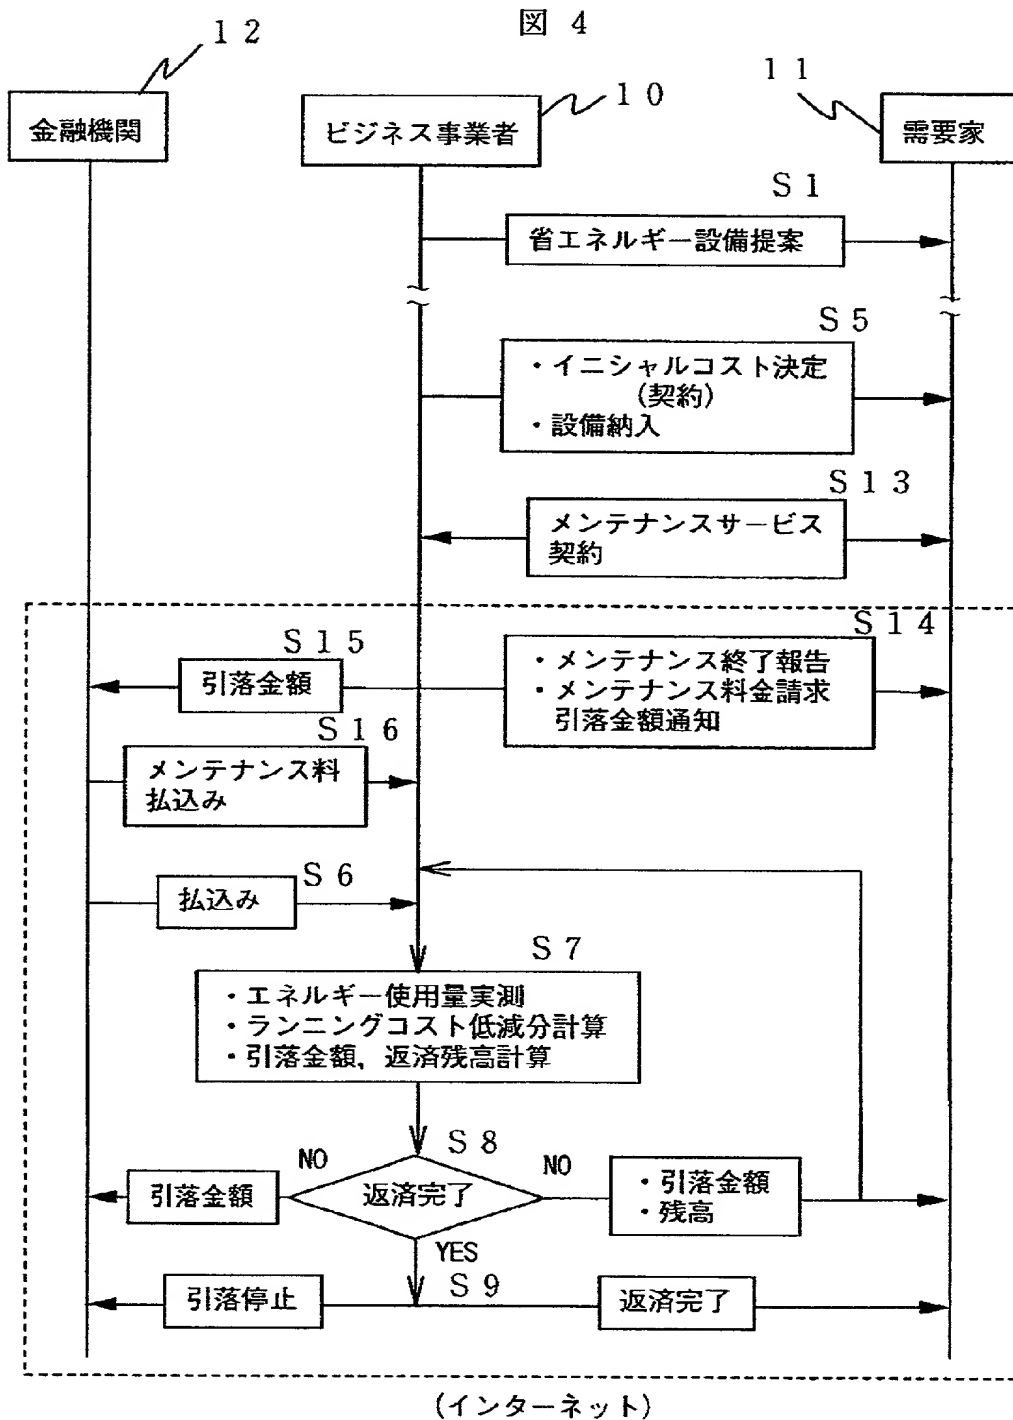 図 4
12
10
11
金融機関
ビジネス事業者
需要家
S1
省エネルギー設備提案
S5
・イニシャルコスト決定
(契約)
・設備納入
S13
メンテナンスサービス
契約
S14
・メンテナンス終了報告
・メンテナンス料金請求
引落金額通知
S15
引落金額
S16
メンテナンス料
払込み
S6
払込み
S7
・エネルギー使用量実測
・ランニングコスト低減分計算
・引落金額，返済残高計算
S8
NO
返済完了
NO
引落金額
・引落金額
・残高
YES
S9
引落停止
返済完了
(インターネット)